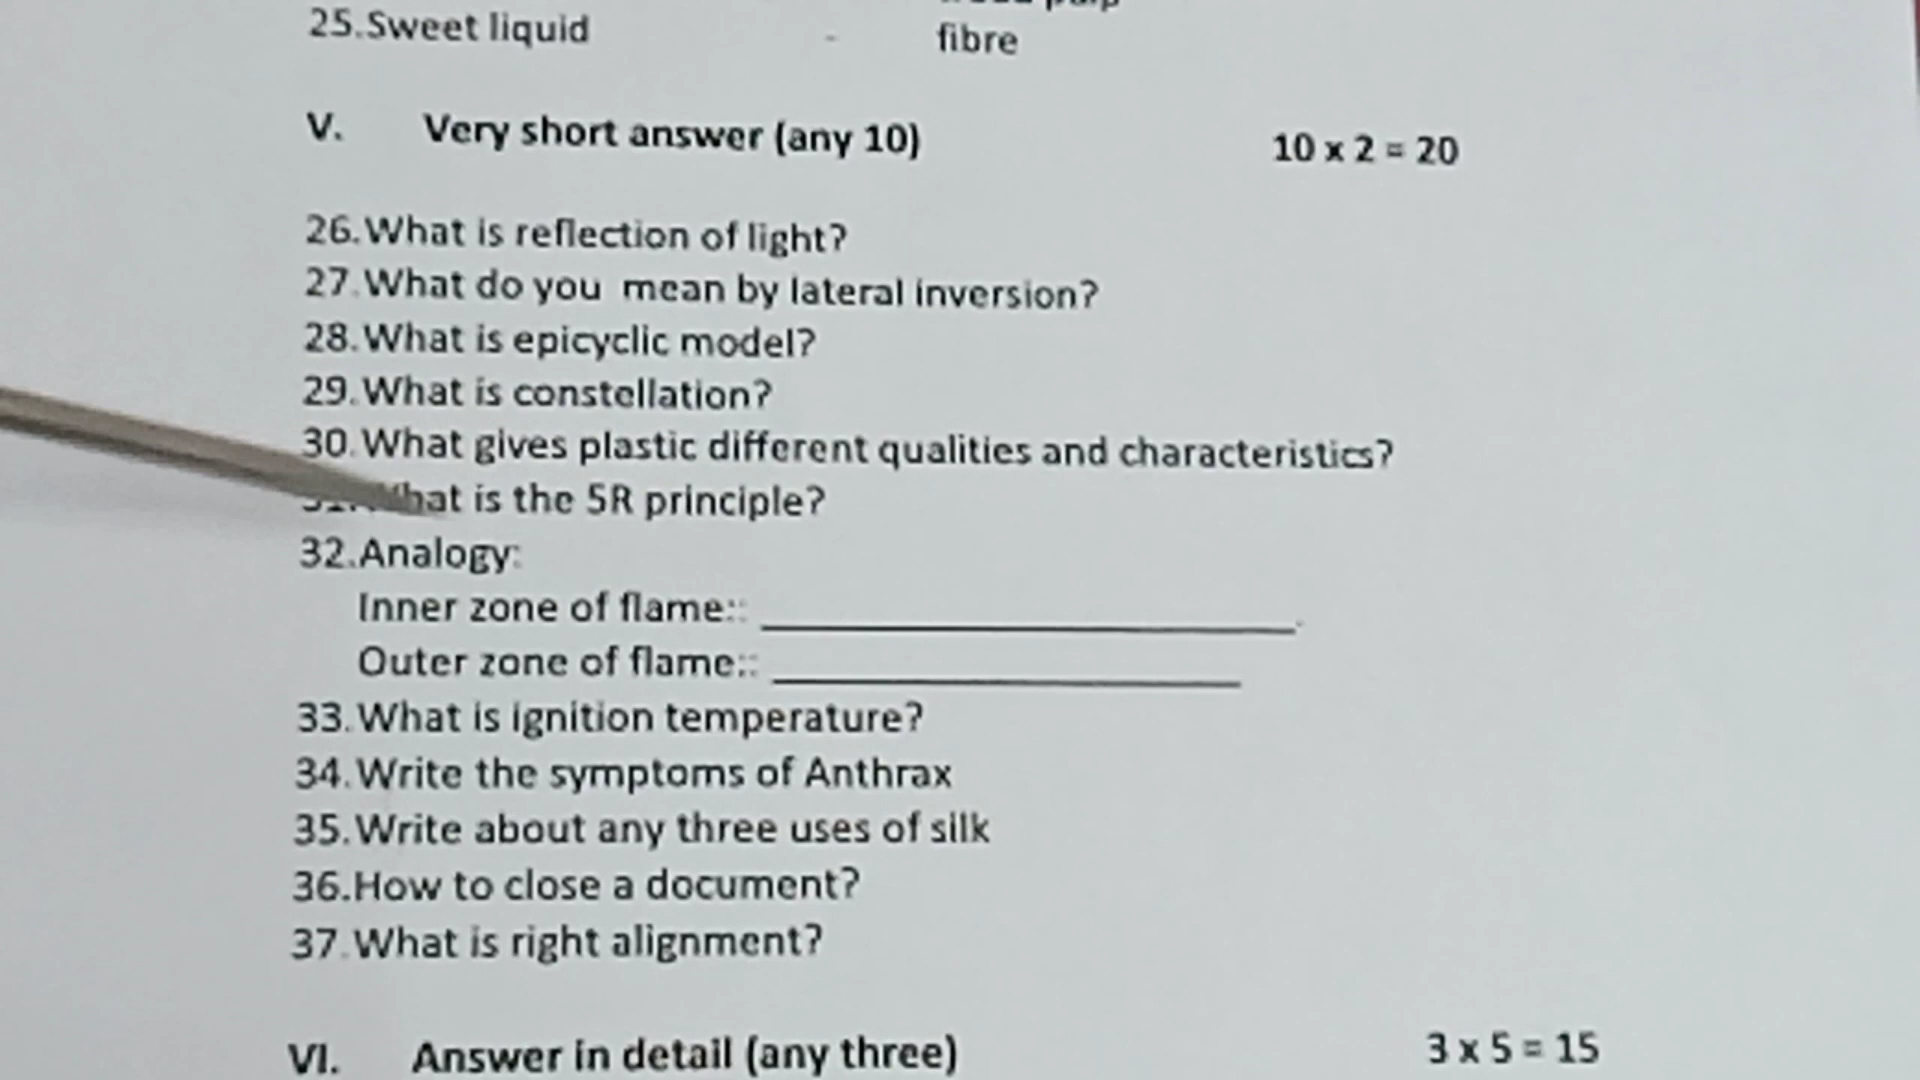 25.Sweet liquid - fibre
V. Very short answer (any 10) 10 x 2 = 20
26.What is reflection of light?
27.What do you mean by lateral inversion?
28.What is epicyclic model?
29.What is constellation?
30.What gives plastic different qualities and characteristics?
is the 5R principle?
32.Analogy:
Inner zone of flame:: ____________________.
Outer zone of flame:: ____________________
33.What is ignition temperature?
34.Write the symptoms of Anthrax
35.Write about any three uses of silk
36.How to close a document?
37.What is right alignment?
VI. Answer in detail (any three) 3 x 5 = 15